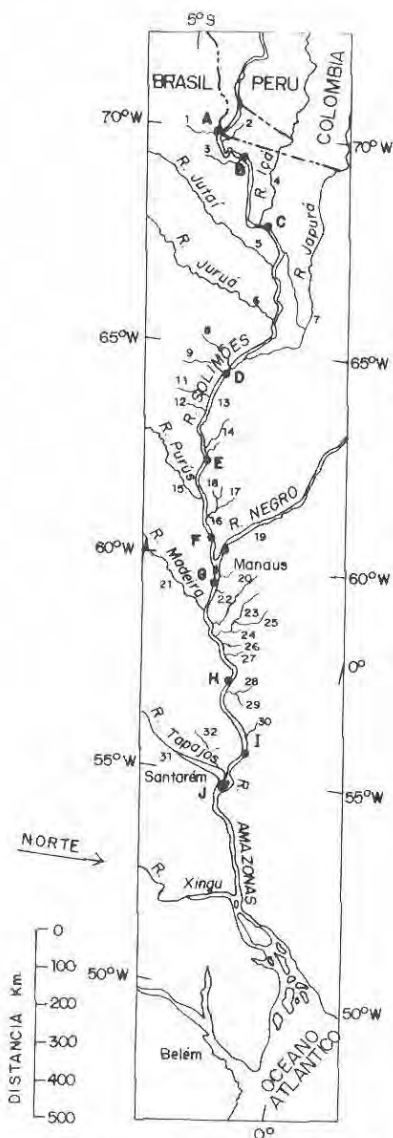 5°S
BRASIL
PERU
COLOMBIA
70°W
A
1
2
70°W
3
B
R. Içá
4
R. Jutaí
C
5
R. Japurá
R. Juruá
6
7
65°W
8
65°W
9
D
R. SOLIMÕES
11
12
13
R. Purús
14
E
15
18
17
16
R. NEGRO
F
19
60°W
Manaus
R. Madeira
G
20
60°W
21
22
23
25
24
26
27
0°
H
28
29
30
R. Tapajós
32
I
55°W
31
Santarém
J
55°W
R. AMAZONAS
NORTE
R. Xingu
0
100
200
300
400
500
DISTANCIA Km.
50°W
50°W
Belém
OCEANO
ATLANTICO
0°